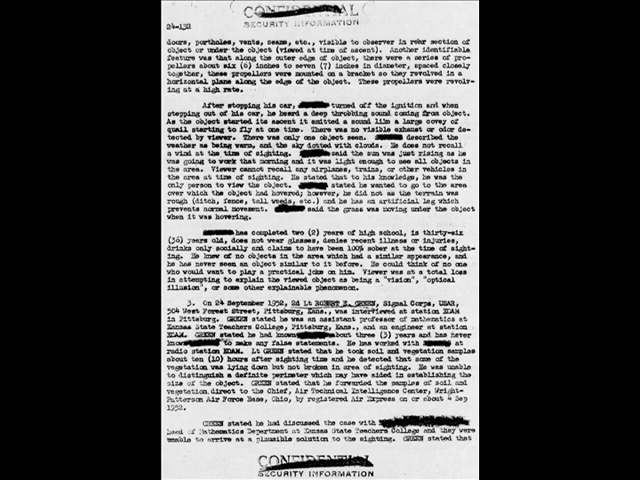 CONFIDENTIAL
SECURITY INFORMATION
24-132
doors, portholes, vents, seams, etc., visible to observer in rear section of
object or under the object (viewed at time of ascent). Another identifiable
feature was that along the outer edge of object, there were a series of pro-
pellers about six (6) inches to seven (7) inches in diameter, spaced closely
together, these propellers were mounted on a bracket so they revolved in a
horizontal plane along the edge of the object. These propellers were revolv-
ing at a high rate.
After stopping his car, turned off the ignition and when
stepping out of his car, he heard a deep throbbing sound coming from object.
As the object started its ascent it emitted a sound like a large covey of
quail starting to fly at one time. There was no visible exhaust or odor de-
tected by viewer. There was only one object seen. described the
weather as being warm, and the sky dotted with clouds. He does not recall
a wind at the time of sighting. said the sun was just rising as he
was going to work that morning and it was light enough to see all objects in
the area. Viewer cannot recall any airplanes, trains, or other vehicles in
the area at time of sighting. He stated that to his knowledge, he was the
only person to view the object. stated he wanted to go to the area
over which the object had hovered; however, he did not as the terrain was
rough (ditch, fence, tall weeds, etc.) and he has an artificial leg which
prevents normal movement. said the grass was moving under the object
when it was hovering.
has completed two (2) years of high school, is thirty-six
(36) years old, does not wear glasses, denies recent illness or injuries,
drinks only socially and claims to have been 100% sober at the time of sight-
ing. He knew of no objects in the area which had a similar appearance, and
he has never seen an object similar to it before. He could think of no one
who would want to play a practical joke on him. Viewer was at a total loss
in attempting to explain the viewed object as being a "vision", "optical
illusion", or some other explainable phenomenon.
3. On 24 September 1952, 2d Lt ROBERT E. GREEN, Signal Corps, USAR,
504 West Forest Street, Pittsburg, Kans., was interviewed at station KOAM
in Pittsburg. GREEN stated he was an assistant professor of mathematics at
Kansas State Teachers College, Pittsburg, Kans., and an engineer at station
KOAM. GREEN stated he had known about three (3) years and has never
known to make any false statements. He has worked with at
radio station KOAM. Lt GREEN stated that he took soil and vegetation samples
about ten (10) hours after sighting time and he detected that some of the
vegetation was lying down but not broken in area of sighting. He was unable
to distinguish a definite perimeter which may have aided in establishing the
size of the object. GREEN stated that he forwarded the samples of soil and
vegetation direct to the Chief, Air Technical Intelligence Center, Wright-
Patterson Air Force Base, Ohio, by registered Air Express on or about 4 Sep
1952.
GREEN stated he had discussed the case with
head of Mathematics Department at Kansas State Teachers College and they were
unable to arrive at a plausible solution to the sighting. GREEN stated that
CONFIDENTIAL
SECURITY INFORMATION